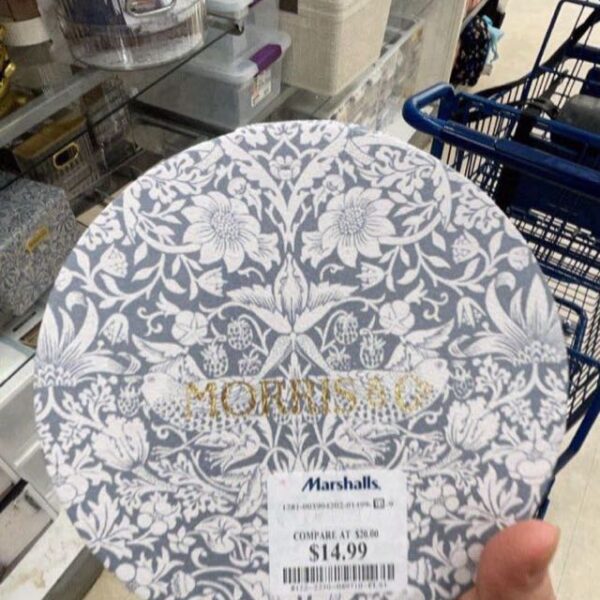 MORRIS & Co
Marshalls.
COMPARE AT $20.00
$14.99